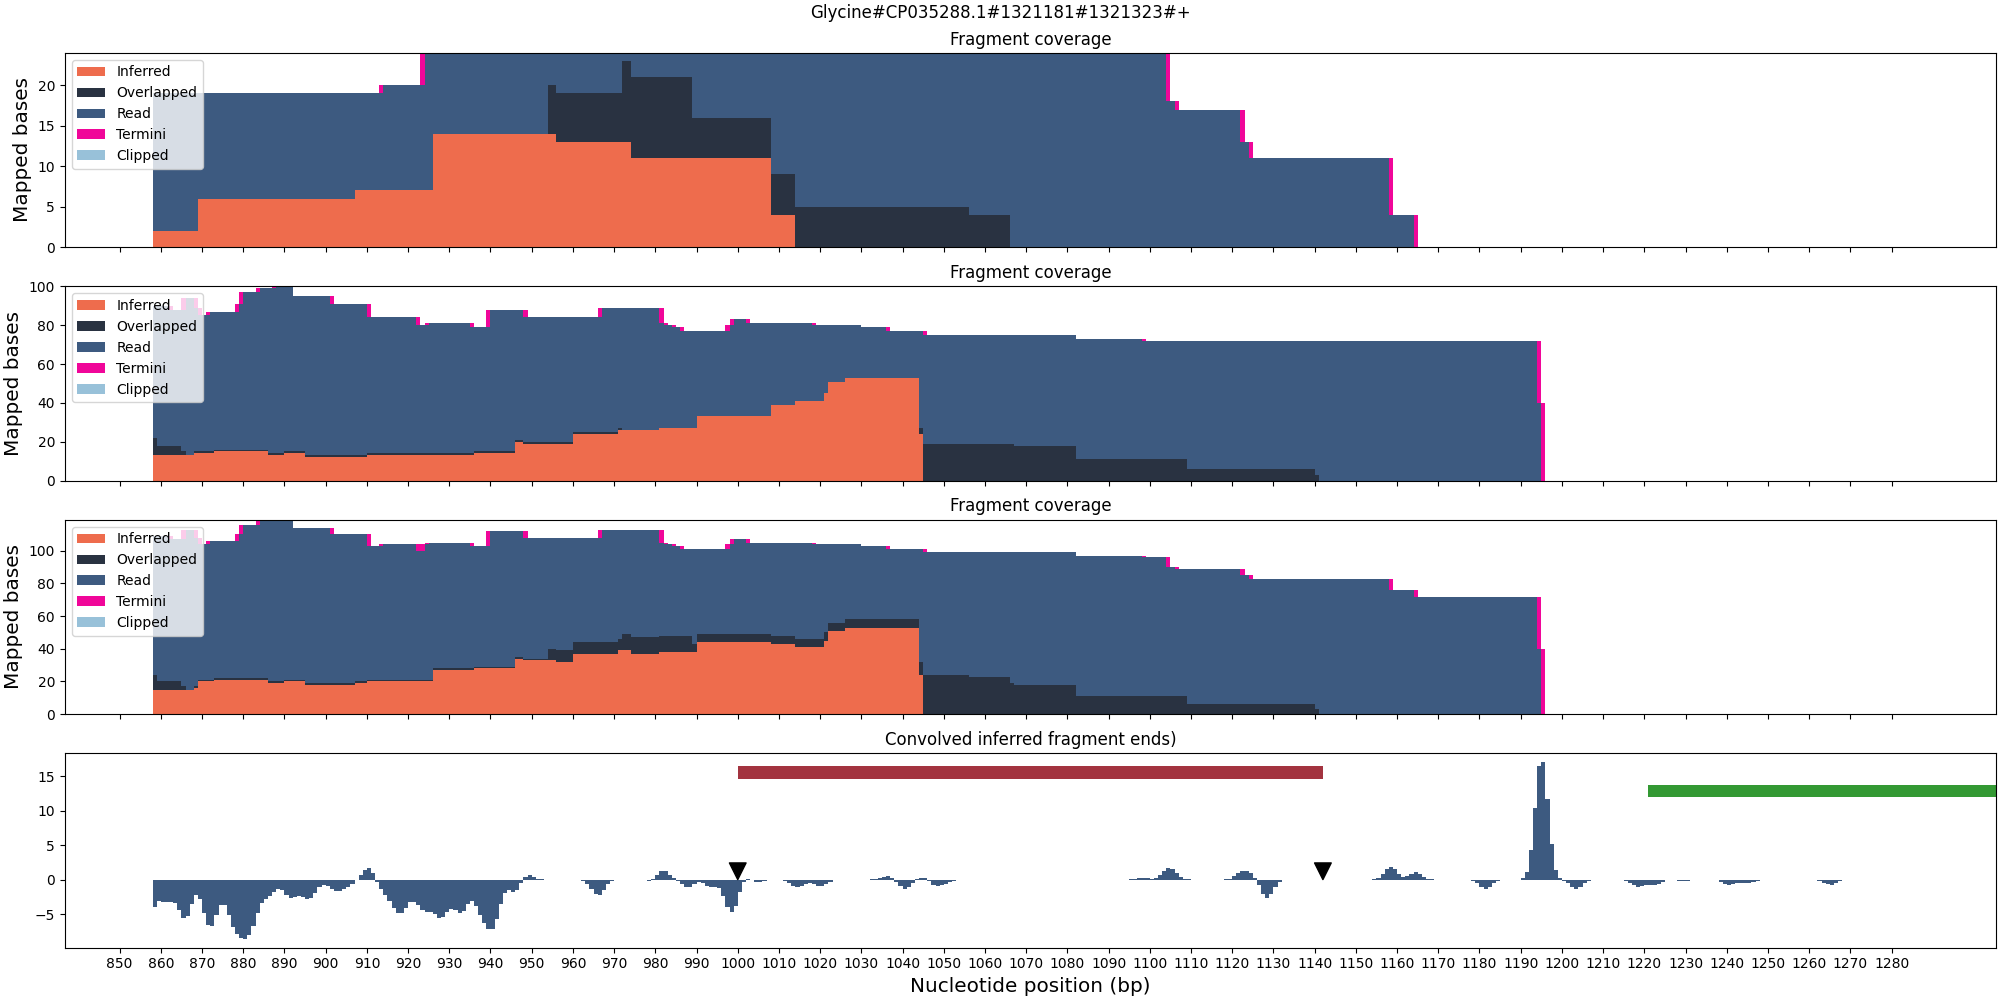 Glycine#CP035288.1#1321181#1321323#+
Fragment coverage
Mapped bases
20
15
10
5
0
Inferred
Overlapped
Read
Termini
Clipped
Fragment coverage
Mapped bases
100
80
60
40
20
0
Inferred
Overlapped
Read
Termini
Clipped
Fragment coverage
Mapped bases
100
80
60
40
20
0
Inferred
Overlapped
Read
Termini
Clipped
Convolved inferred fragment ends)
15
10
5
0
−5
850 860 870 880 890 900 910 920 930 940 950 960 970 980 990 1000 1010 1020 1030 1040 1050 1060 1070 1080 1090 1100 1110 1120 1130 1140 1150 1160 1170 1180 1190 1200 1210 1220 1230 1240 1250 1260 1270 1280
Nucleotide position (bp)